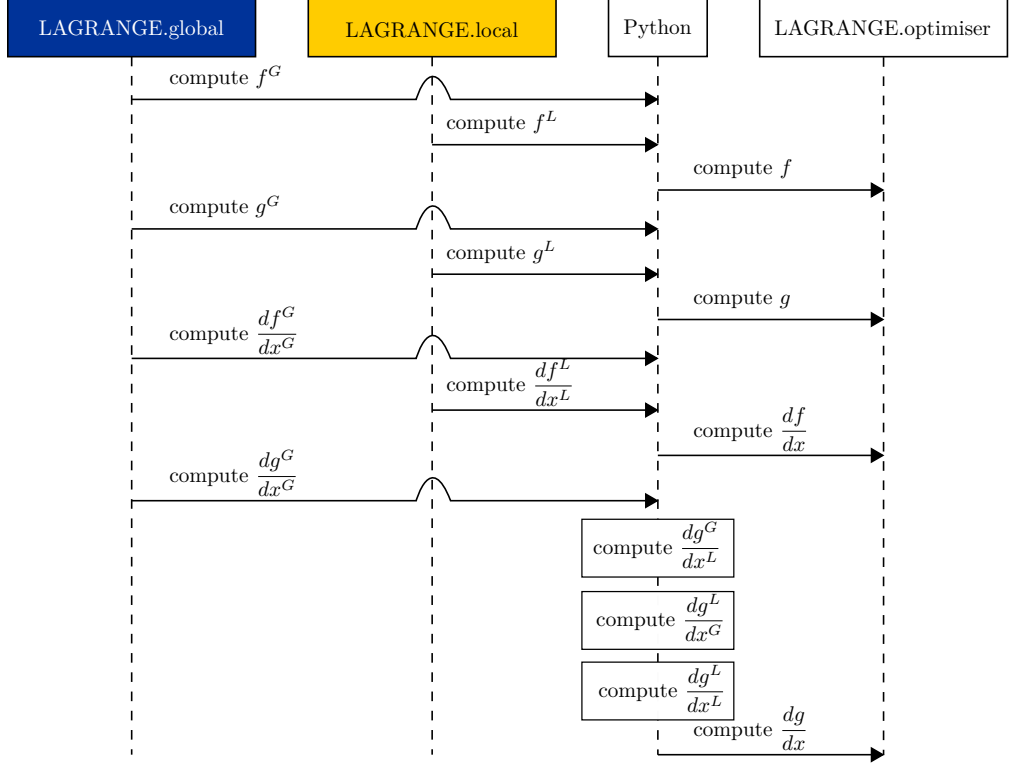 LAGRANGE.global
LAGRANGE.local
Python
LAGRANGE.optimiser
compute f^G
compute f^L
compute f
compute g^G
compute g^L
compute g
compute df^G/dx^G
compute df^L/dx^L
compute df/dx
compute dg^G/dx^G
compute dg^G/dx^L
compute dg^L/dx^G
compute dg^L/dx^L
compute dg/dx